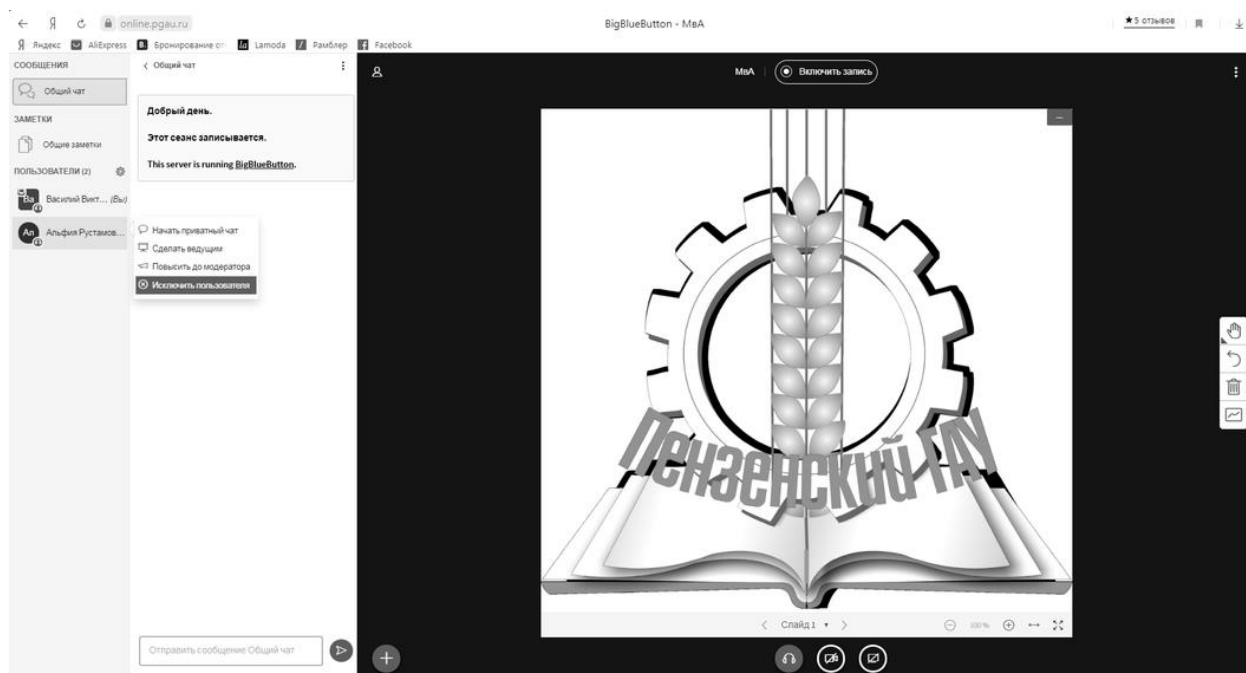 online.pgau.ru
BigBlueButton - МвА
★5 отзывов
Яндекс
AliExpress
Бронирование от
Lamoda
Рамблер
Facebook
СООБЩЕНИЯ
Общий чат
ЗАМЕТКИ
Общие заметки
ПОЛЬЗОВАТЕЛИ (2)
Ва Василий Викт... (Вы)
Ал Альфия Рустамов...
Общий чат
Добрый день.
Этот сеанс записывается.
This server is running BigBlueButton.
Начать приватный чат
Сделать ведущим
Повысить до модератора
Исключить пользователя
Отправить сообщение Общий чат
МвА
Включить запись
Пензенский ГАУ
Слайд 1
100%